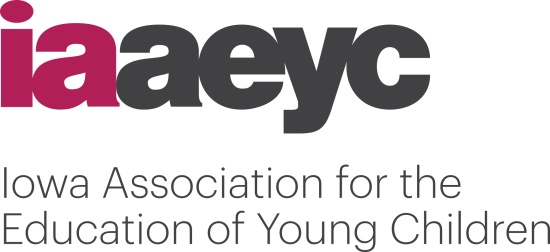 iaaeyc
Iowa Association for the
Education of Young Children